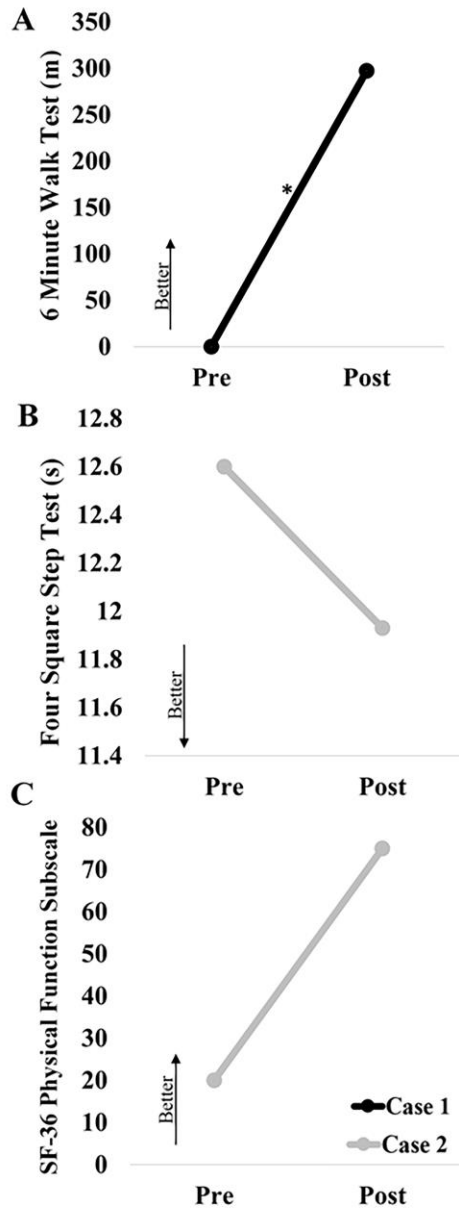 A
6 Minute Walk Test (m)
350
300
250
200
150
100
50
0
*
Better
Pre Post
B
Four Square Step Test (s)
12.8
12.6
12.4
12.2
12
11.8
11.6
11.4
Better
Pre Post
C
SF-36 Physical Function Subscale
80
70
60
50
40
30
20
10
0
Better
Case 1
Case 2
Pre Post